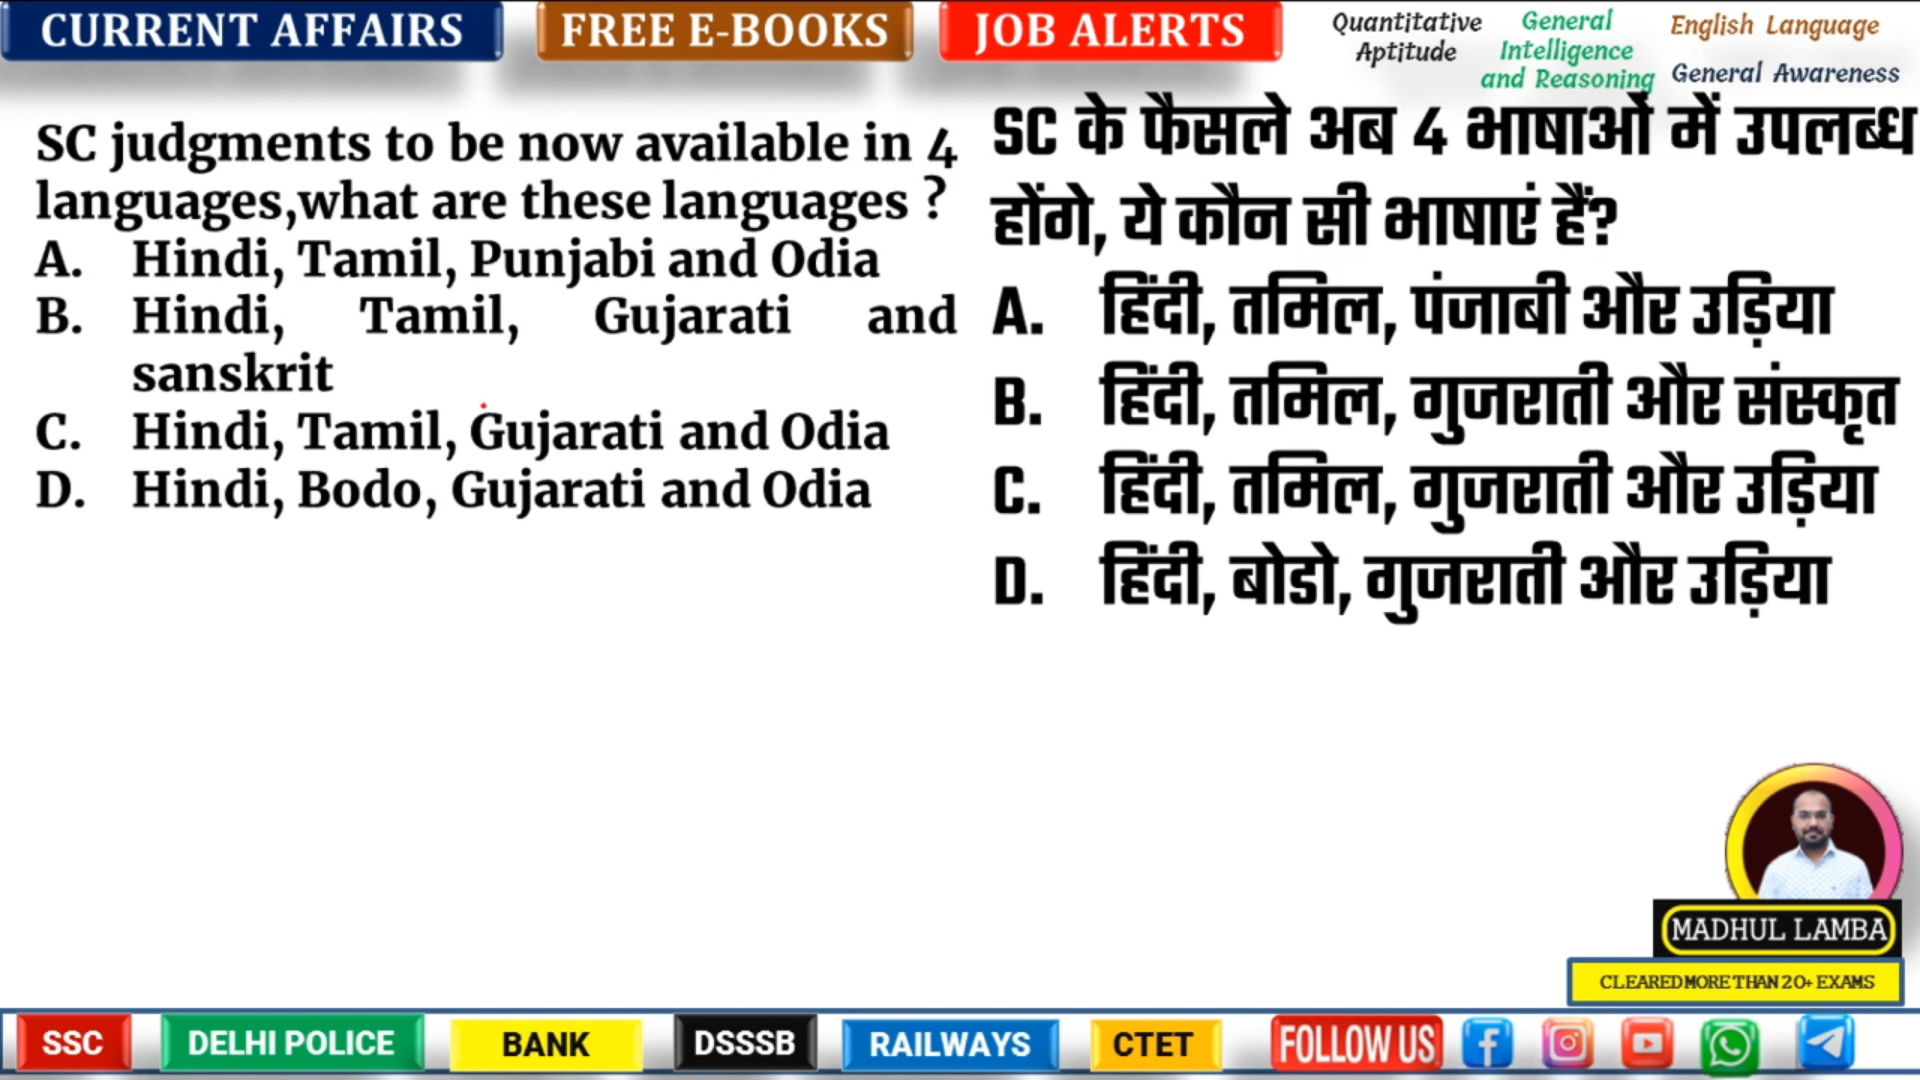 CURRENT AFFAIRS
FREE E-BOOKS
JOB ALERTS
Quantitative
Aptitude
General
Intelligence
and Reasoning
English Language
General Awareness
SC judgments to be now available in 4
languages,what are these languages ?
A. Hindi, Tamil, Punjabi and Odia
B. Hindi, Tamil, Gujarati and
sanskrit
C. Hindi, Tamil, Gujarati and Odia
D. Hindi, Bodo, Gujarati and Odia
SC के फैसले अब 4 भाषाओं में उपलब्ध
होंगे, ये कौन सी भाषाएं हैं?
A. हिंदी, तमिल, पंजाबी और उड़िया
B. हिंदी, तमिल, गुजराती और संस्कृत
C. हिंदी, तमिल, गुजराती और उड़िया
D. हिंदी, बोडो, गुजराती और उड़िया
MADHUL LAMBA
CLEARED MORE THAN 20+ EXAMS
SSC
DELHI POLICE
BANK
DSSSB
RAILWAYS
CTET
FOLLOW US